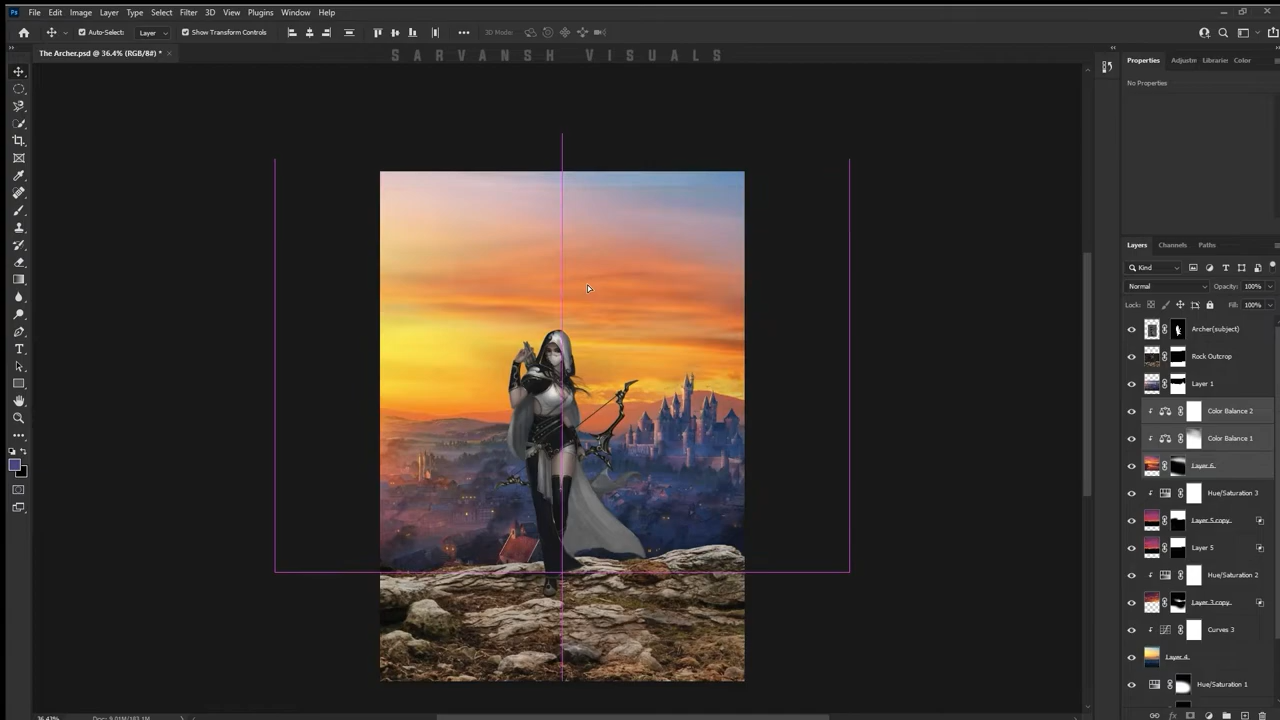 Ps File Edit Image Layer Type Select Filter 3D View Plugins Window Help
Auto-Select: Layer Show Transform Controls 3D Mode:
The Archer.psd @ 36.4% (RGB/8#) *
SARVANSH VISUALS
Properties Adjustm Libraries Color
No Properties
Layers Channels Paths
Kind
Normal Opacity: 100%
Lock: Fill: 100%
Archer(subject)
Rock Outcrop
Layer 1
Color Balance 2
Color Balance 1
Layer 6
Hue/Saturation 3
Layer 5 copy
Layer 5
Hue/Saturation 2
Layer 3 copy
Curves 3
Layer 4
Hue/Saturation 1